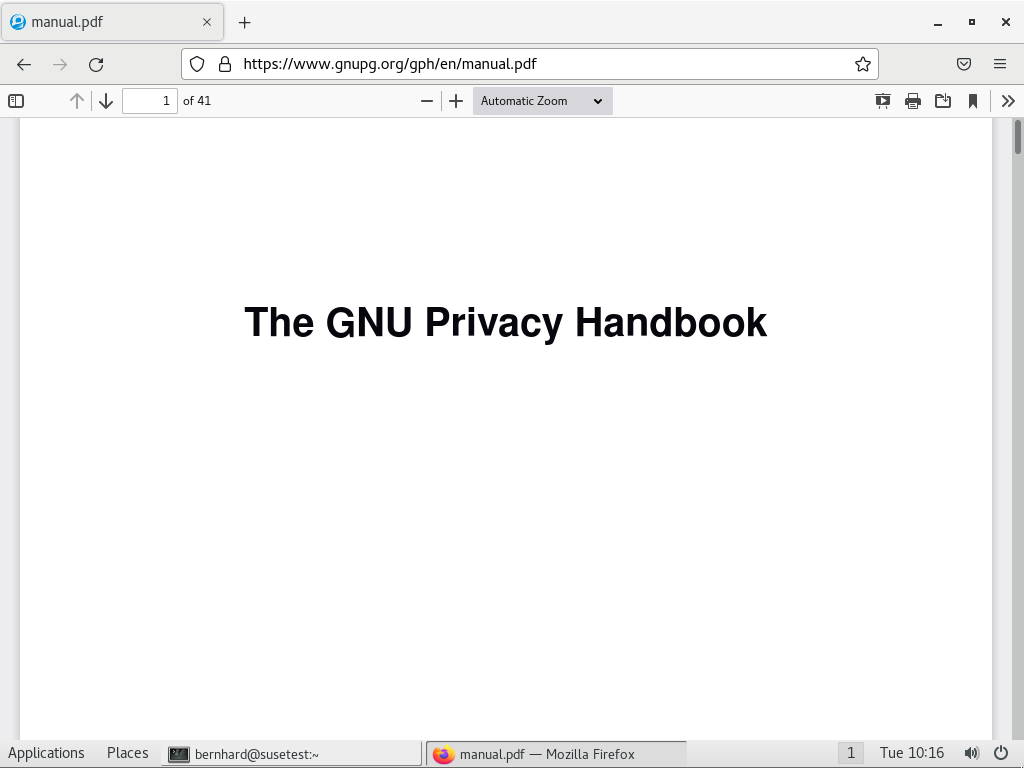 manual.pdf
https://www.gnupg.org/gph/en/manual.pdf
1 of 41 Automatic Zoom
The GNU Privacy Handbook
Applications Places bernhard@susetest:~ manual.pdf — Mozilla Firefox 1 Tue 10:16